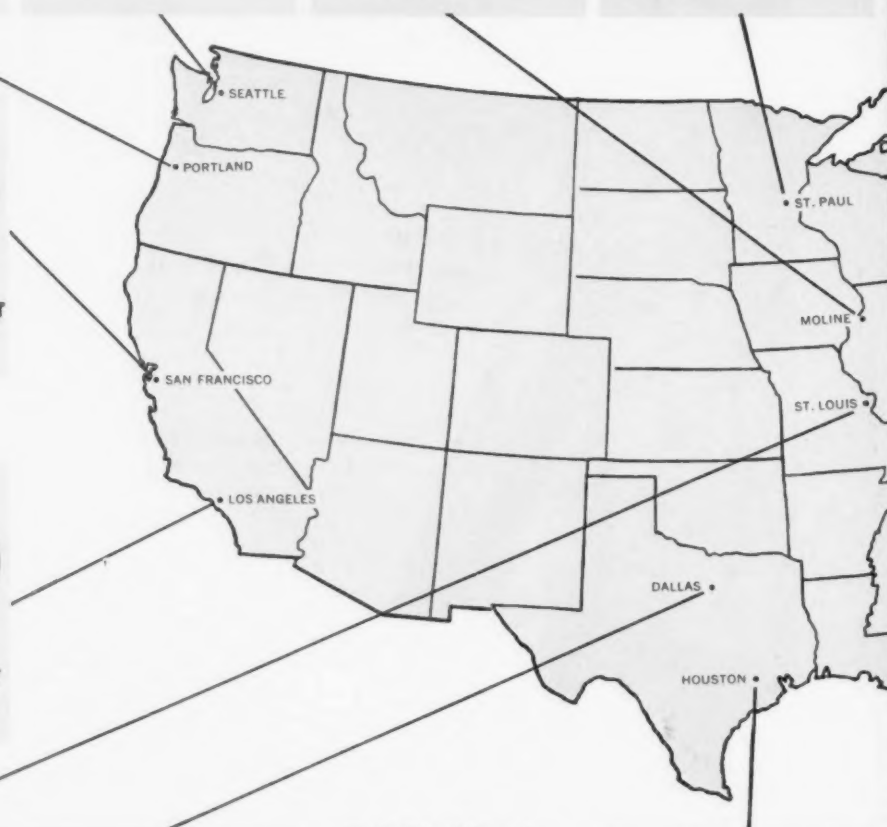 SEATTLE
PORTLAND
ST. PAUL
MOLINE
SAN FRANCISCO
ST. LOUIS
LOS ANGELES
DALLAS
HOUSTON